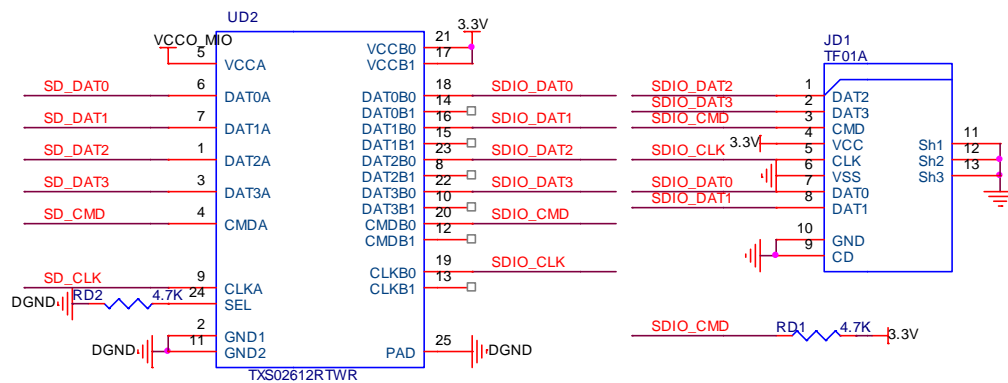 UD2
VCCO_MIO 5 VCCA VCCB0 21 3.3V
VCCB1 17
SD_DAT0 6 DAT0A DAT0B0 18 SDIO_DAT0
DAT0B1 14
SD_DAT1 7 DAT1A DAT1B0 16 SDIO_DAT1
DAT1B1 15
SD_DAT2 1 DAT2A DAT2B0 23 SDIO_DAT2
DAT2B1 8
SD_DAT3 3 DAT3A DAT3B0 22 SDIO_DAT3
DAT3B1 10
SD_CMD 4 CMDA CMDB0 20 SDIO_CMD
CMDB1 12
CLKB0 19 SDIO_CLK
SD_CLK 9 CLKA CLKB1 13
DGND RD2 4.7K 24 SEL
2 GND1
DGND 11 GND2 PAD 25 DGND
TXS02612RTWR
JD1
TF01A
SDIO_DAT2 1 DAT2
SDIO_DAT3 2 DAT3
SDIO_CMD 3 CMD
3.3V 4 VCC Sh1 11
SDIO_CLK 5 CLK Sh2 12
6 VSS Sh3 13
SDIO_DAT0 7 DAT0
SDIO_DAT1 8 DAT1
10 GND
9 CD
SDIO_CMD RD1 4.7K 3.3V